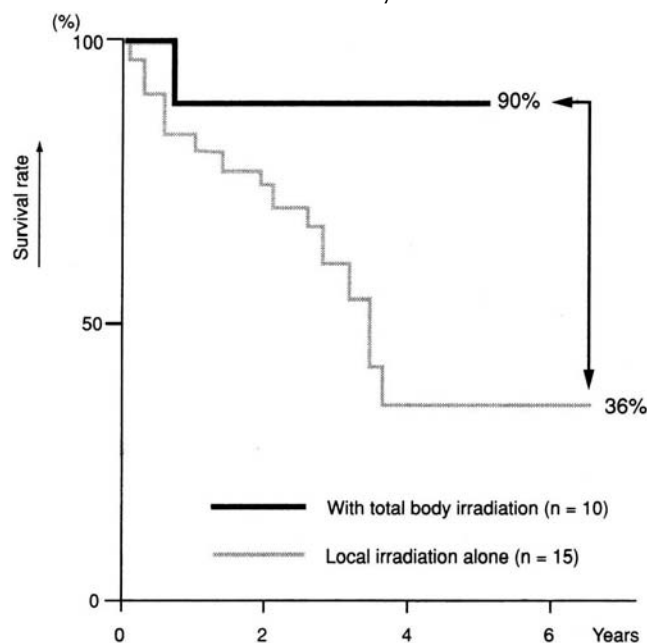 (%)
100
90%
Survival rate
50
36%
With total body irradiation (n = 10)
Local irradiation alone (n = 15)
0
0 2 4 6 Years